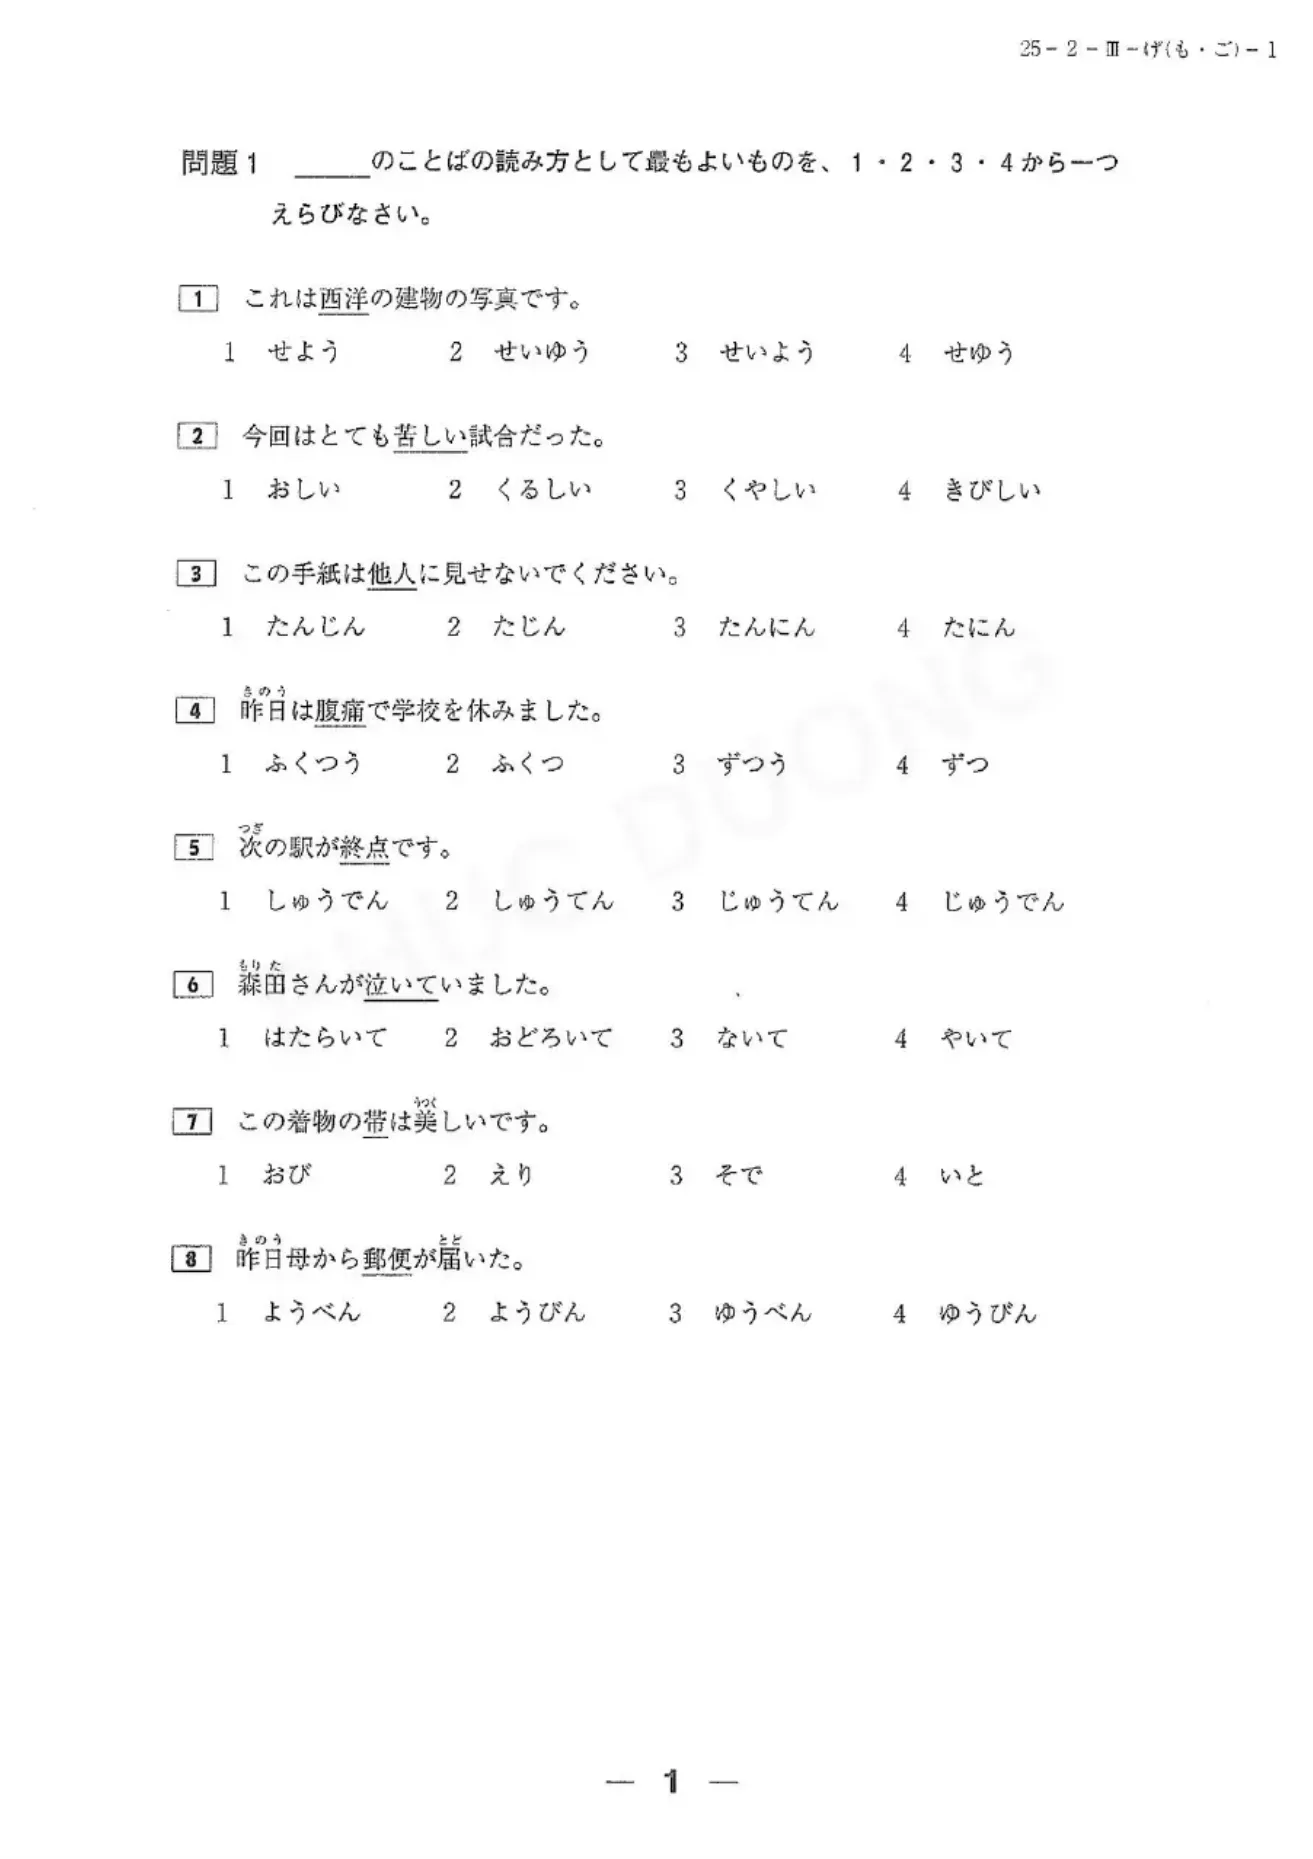 25-2-Ⅲ-げ(も・ご)-1
問題1 ＿＿＿のことばの読み方として最もよいものを、1・2・3・4から一つ
えらびなさい。
1 これは西洋の建物の写真です。
1 せよう 2 せいゆう 3 せいよう 4 せゆう
2 今回はとても苦しい試合だった。
1 おしい 2 くるしい 3 くやしい 4 きびしい
3 この手紙は他人に見せないでください。
1 たんじん 2 たじん 3 たんにん 4 たにん
きのう
4 昨日は腹痛で学校を休みました。
1 ふくつう 2 ふくつ 3 ずつう 4 ずつ
つぎ
5 次の駅が終点です。
1 しゅうでん 2 しゅうてん 3 じゅうてん 4 じゅうでん
もりた
6 森田さんが泣いていました。
1 はたらいて 2 おどろいて 3 ないて 4 やいて
うつく
7 この着物の帯は美しいです。
1 おび 2 えり 3 そで 4 いと
きのう とど
8 昨日母から郵便が届いた。
1 ようべん 2 ようびん 3 ゆうべん 4 ゆうびん
— 1 —